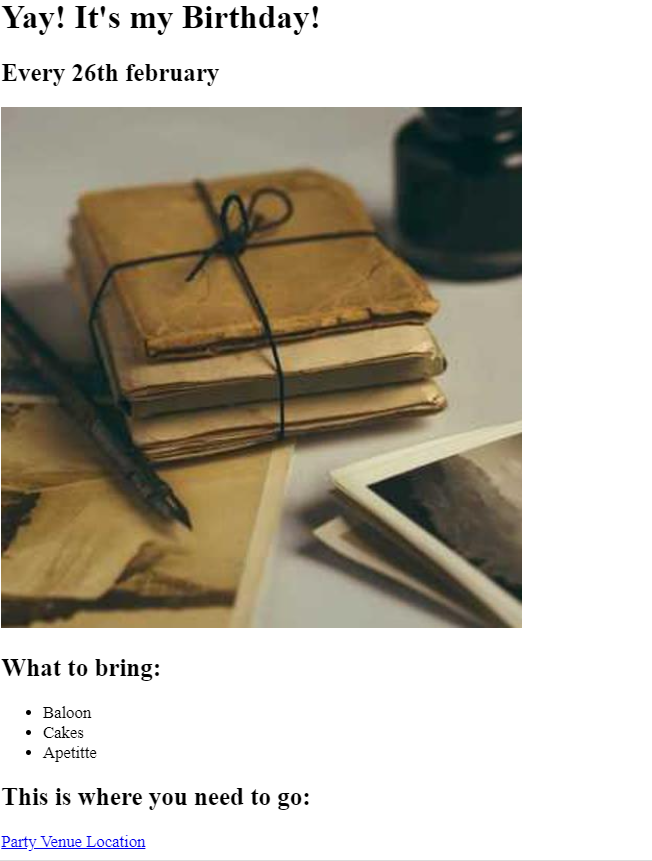 Yay! It's my Birthday!
Every 26th february
What to bring:
Baloon
Cakes
Apetitte
This is where you need to go:
Party Venue Location